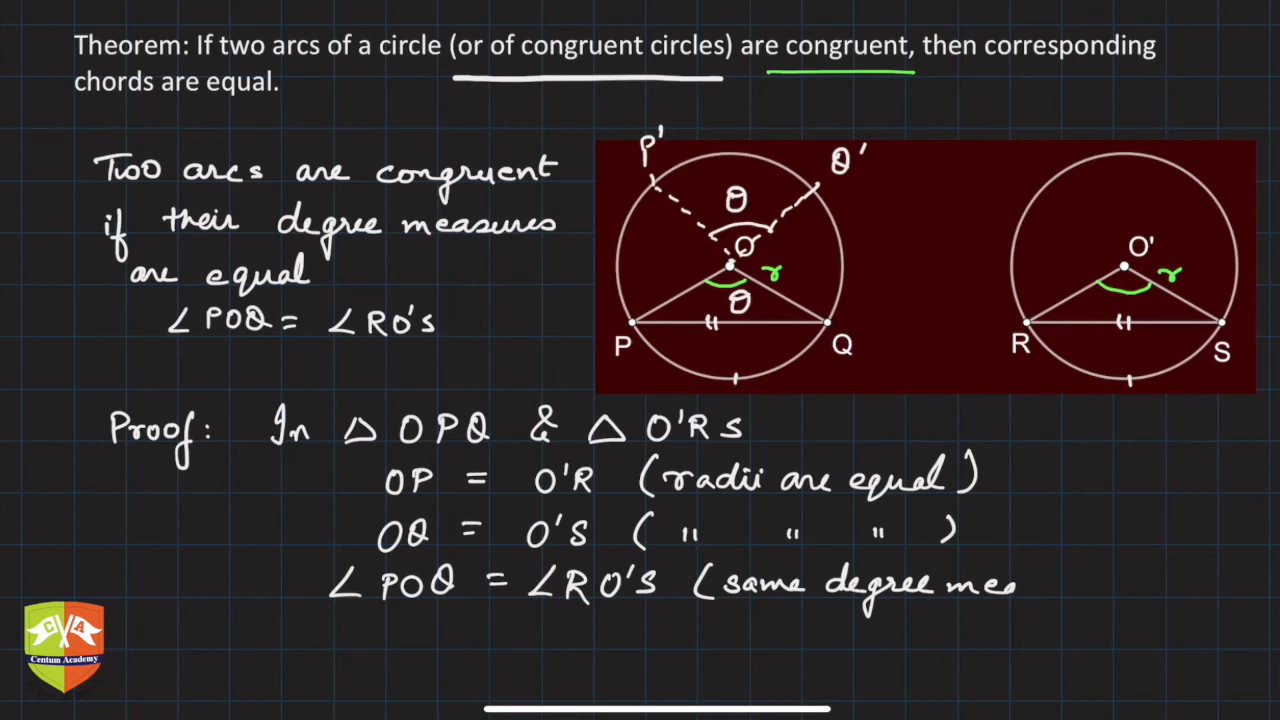 Theorem: If two arcs of a circle (or of congruent circles) are congruent, then corresponding
chords are equal.
Two arcs are congruent
if their degree measures
are equal
∠POQ = ∠RO's
P' Q'
θ
O r
θ
P Q
O' r
R S
Proof: In △ OPQ & △ O'RS
OP = O'R (radii are equal)
OQ = O'S ( " " " )
∠POQ = ∠RO'S (same degree mea
C A
Centum Academy